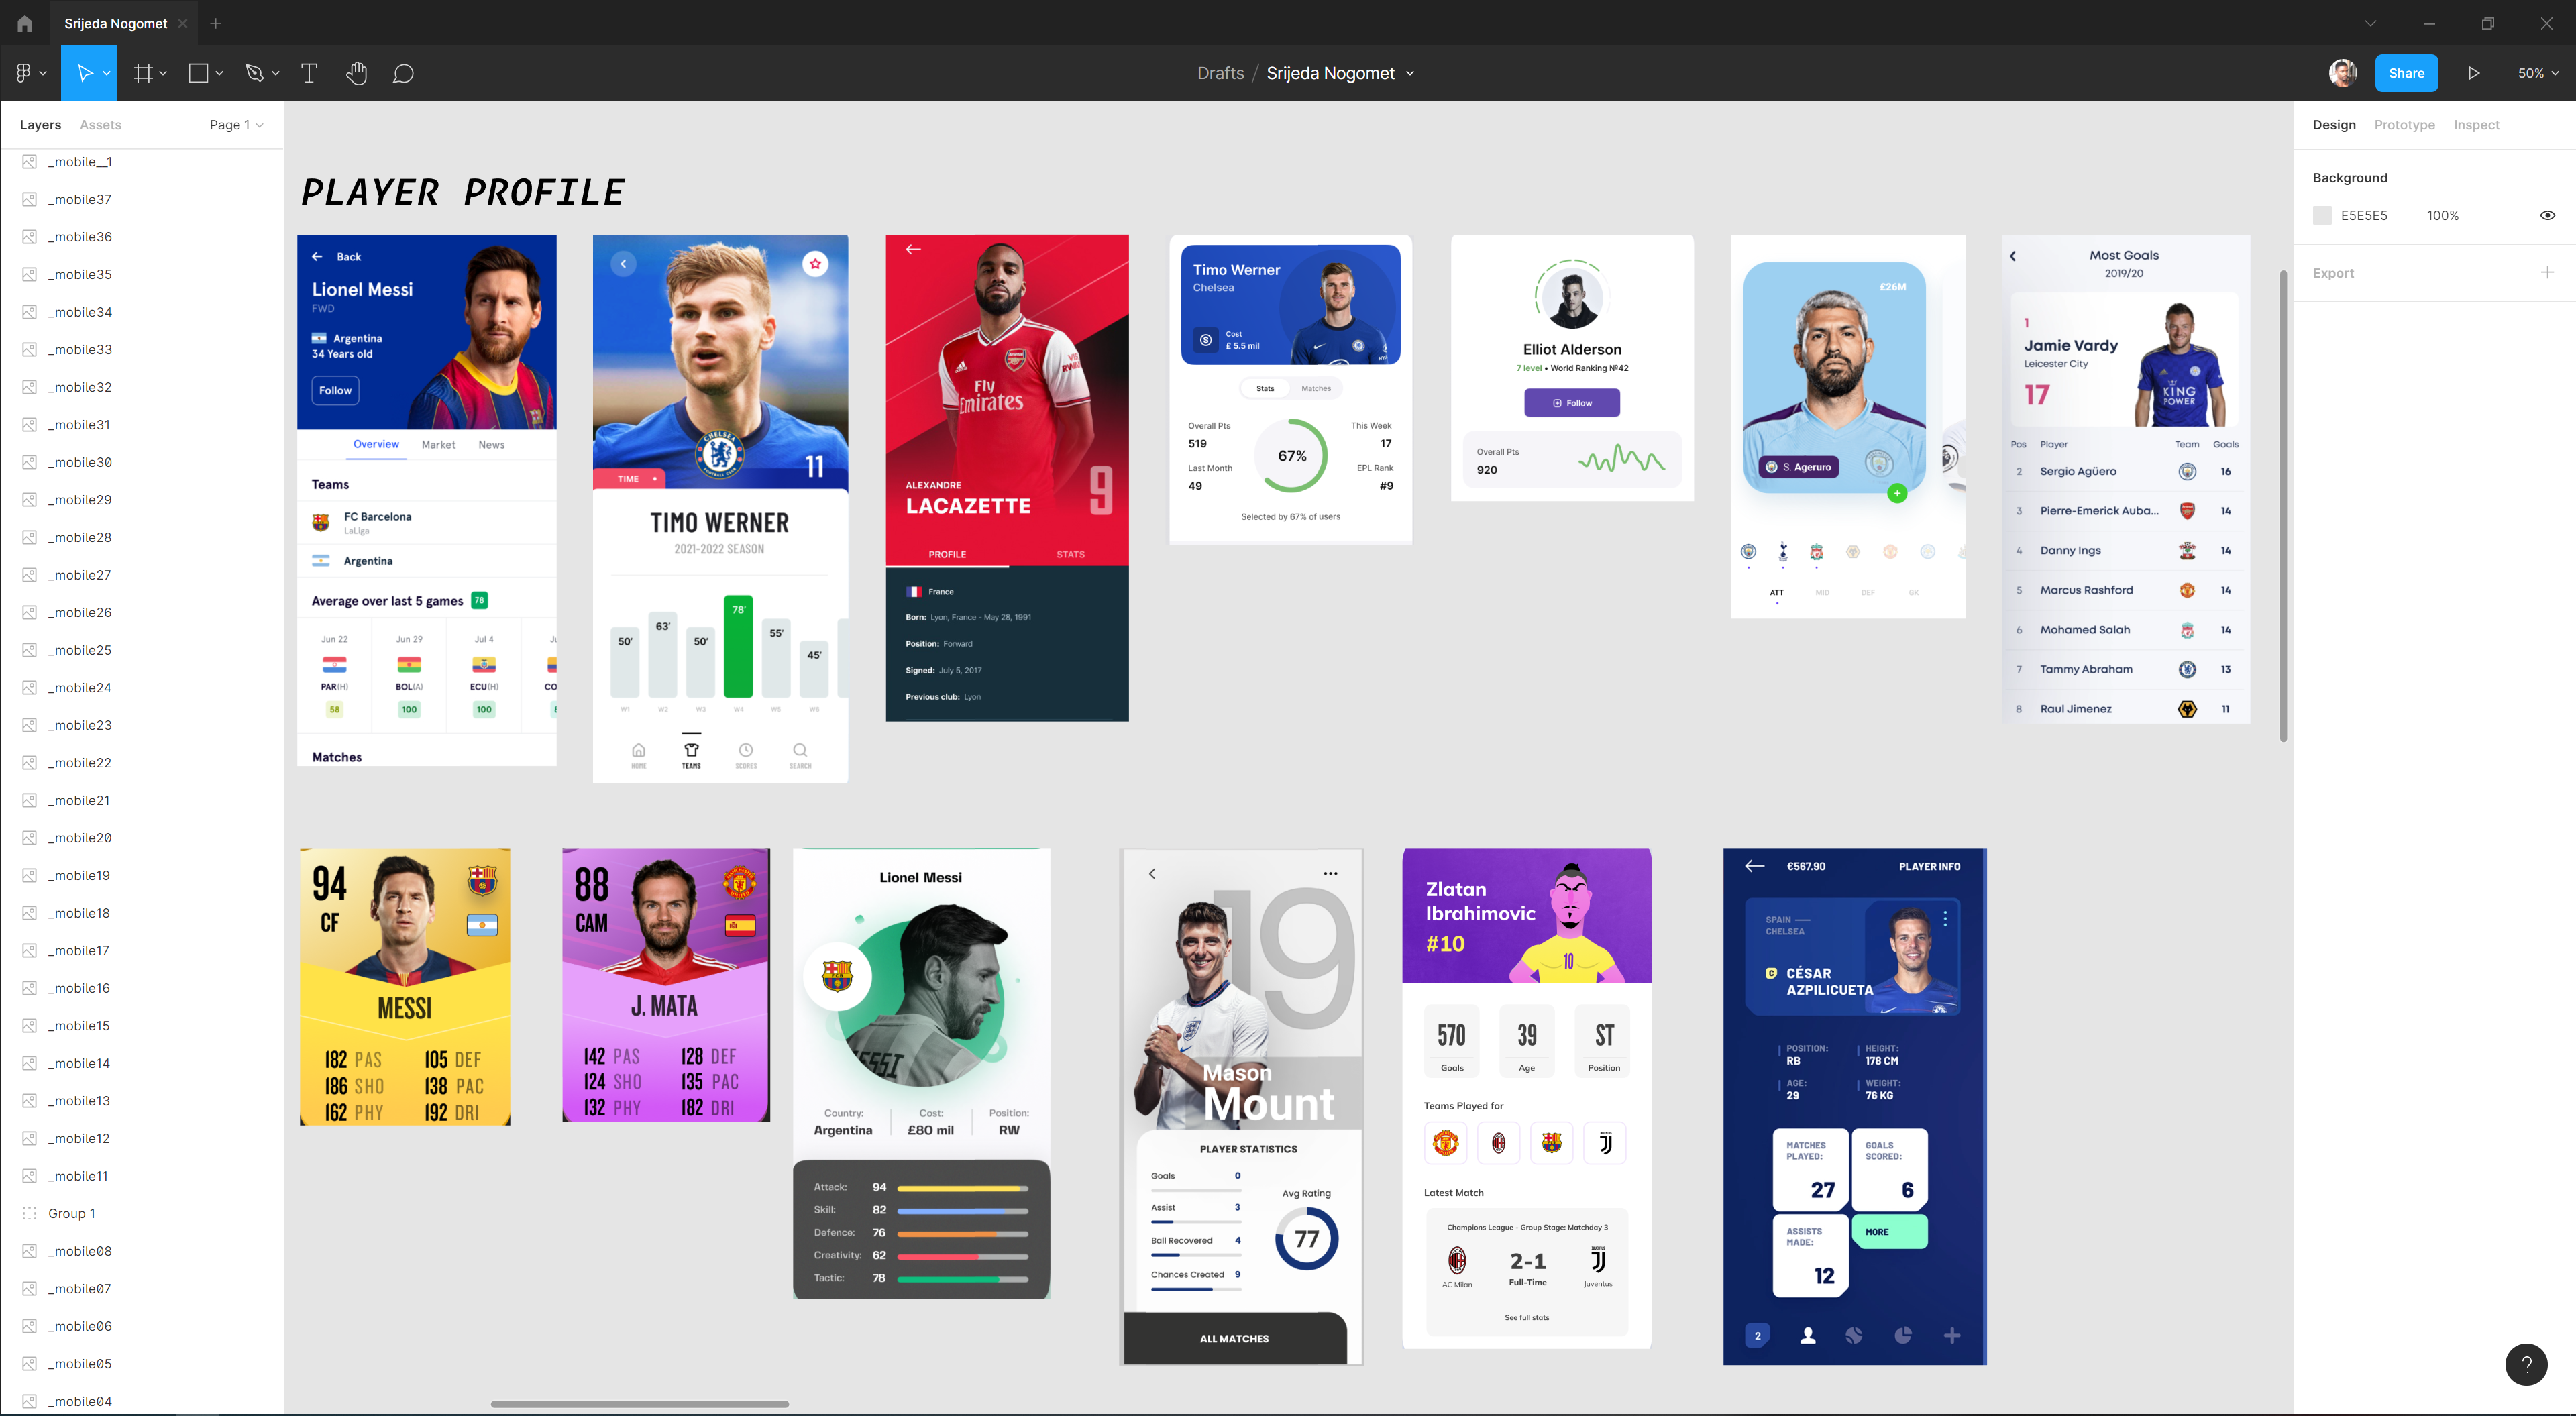 Srijeda Nogomet
Drafts / Srijeda Nogomet
Share
50%
Layers
Assets
Page 1
_mobile__1
_mobile37
_mobile36
_mobile35
_mobile34
_mobile33
_mobile32
_mobile31
_mobile30
_mobile29
_mobile28
_mobile27
_mobile26
_mobile25
_mobile24
_mobile23
_mobile22
_mobile21
_mobile20
_mobile19
_mobile18
_mobile17
_mobile16
_mobile15
_mobile14
_mobile13
_mobile12
_mobile11
Group 1
_mobile08
_mobile07
_mobile06
_mobile05
_mobile04
PLAYER PROFILE
Back
Lionel Messi
FWD
Argentina
34 Years old
Follow
Overview Market News
Teams
FC Barcelona
LaLiga
Argentina
Average over last 5 games 78
Jun 22 Jun 29 Jul 4
PAR(H) BOL(A) ECU(H) CO
58 100 100
Matches
11
TIME
TIMO WERNER
2021-2022 SEASON
50' 63' 50' 78' 55' 45'
W1 W2 W3 W4 W5 W6
HOME TEAMS SCORES SEARCH
Fly
Emirates
9
ALEXANDRE
LACAZETTE
PROFILE STATS
France
Born: Lyon, France - May 28, 1991
Position: Forward
Signed: July 5, 2017
Previous club: Lyon
Timo Werner
Chelsea
Cost
£ 5.5 mil
Stats Matches
Overall Pts
519
Last Month
49
67%
This Week
17
EPL Rank
#9
Selected by 67% of users
Elliot Alderson
7 level • World Ranking №42
Follow
Overall Pts
920
£26M
S. Ageruro
ATT MID DEF GK
Most Goals
2019/20
1
Jamie Vardy
Leicester City
17
KING
POWER
Pos Player Team Goals
2 Sergio Agüero 16
3 Pierre-Emerick Auba... 14
4 Danny Ings 14
5 Marcus Rashford 14
6 Mohamed Salah 14
7 Tammy Abraham 13
8 Raul Jimenez 11
94
CF
MESSI
182 PAS 105 DEF
186 SHO 138 PAC
162 PHY 192 DRI
88
CAM
J. MATA
142 PAS 128 DEF
124 SHO 135 PAC
132 PHY 182 DRI
Lionel Messi
Country: Cost: Position:
Argentina £80 mil RW
Attack: 94
Skill: 82
Defence: 76
Creativity: 62
Tactic: 78
19
Mason
Mount
PLAYER STATISTICS
Goals 0
Assist 3
Ball Recovered 4
Chances Created 9
Avg Rating
77
ALL MATCHES
Zlatan
Ibrahimovic
#10
10
570 39 ST
Goals Age Position
Teams Played for
Latest Match
Champions League - Group Stage: Matchday 3
2-1
Full-Time
AC Milan Juventus
See full stats
€567.90 PLAYER INFO
SPAIN —
CHELSEA
C CÉSAR
AZPILICUETA
POSITION: HEIGHT:
RB 178 CM
AGE: WEIGHT:
29 76 KG
MATCHES
PLAYED:
27
GOALS
SCORED:
6
ASSISTS
MADE:
12
MORE
2
Design Prototype Inspect
Background
E5E5E5 100%
Export
?